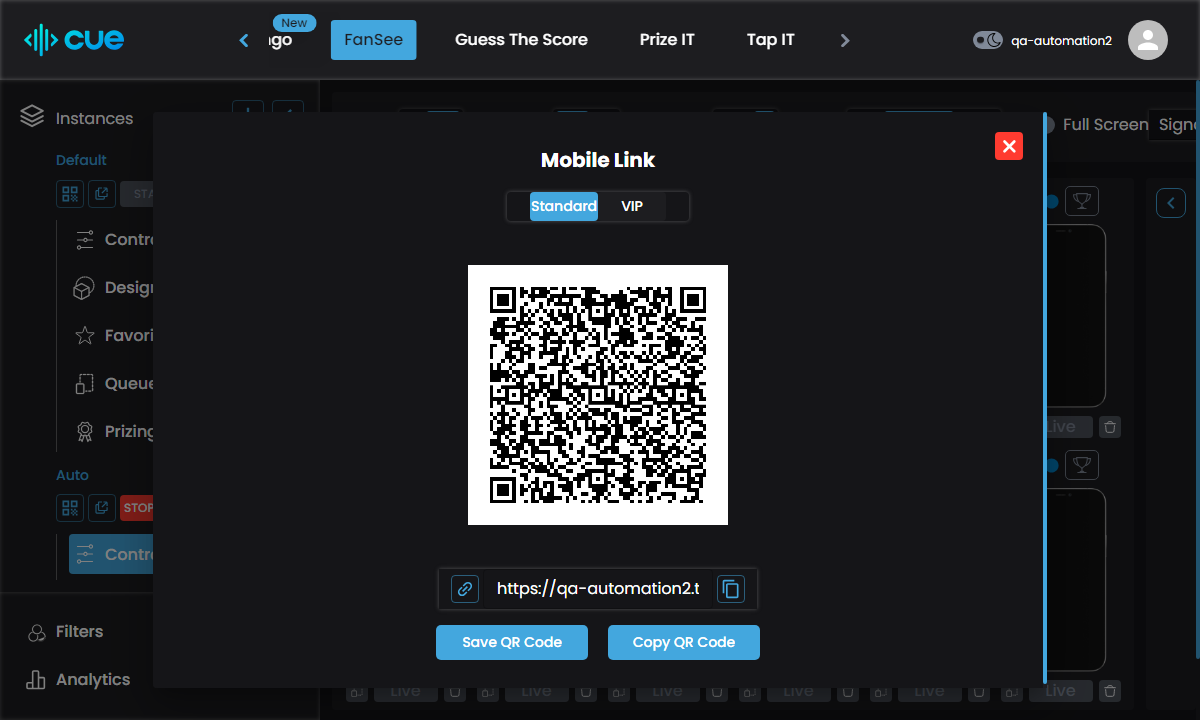 cue
ngo
New
FanSee
Guess The Score
Prize IT
Tap IT
qa-automation2
Instances
Full Screen
Sign
Default
STA
Contro
Design
Favori
Queue
Prizing
Auto
STOP
Contro
Filters
Analytics
Mobile Link
Standard
VIP
https://qa-automation2.t
Save QR Code
Copy QR Code
Live
Live
Live
Live
Live
Live
Live